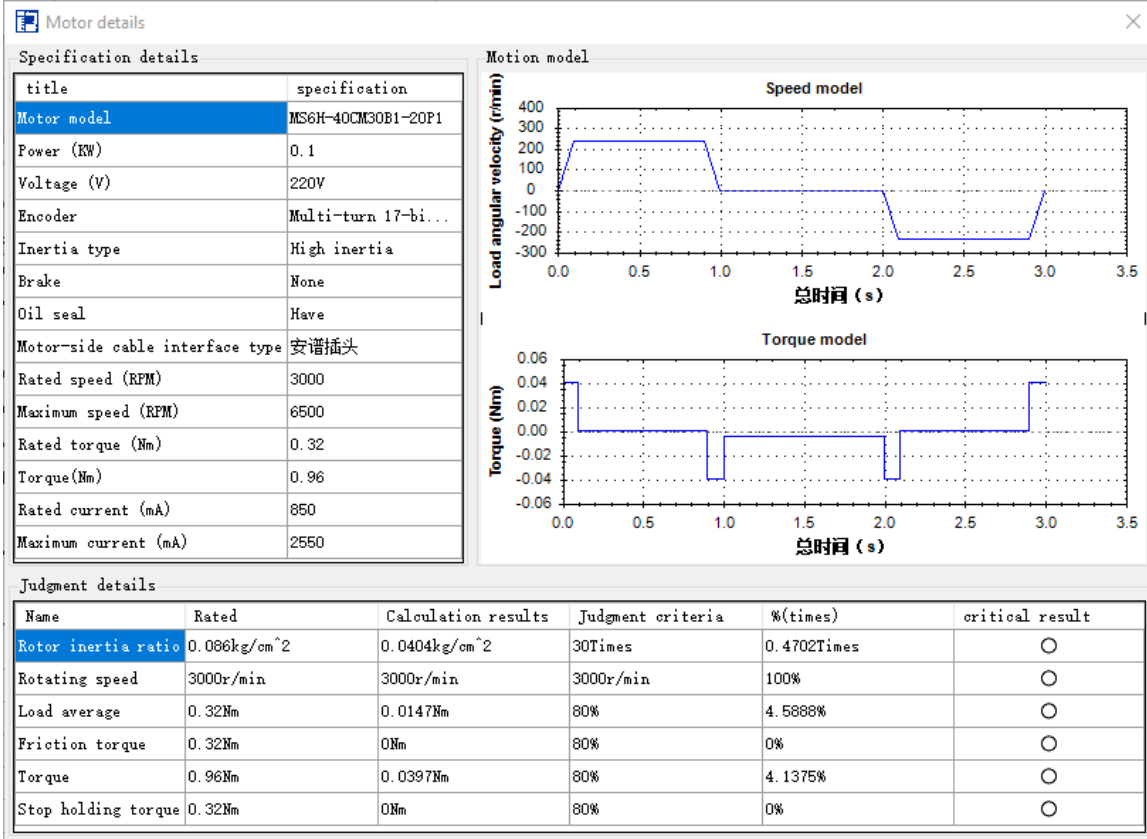 Motor details
Specification details
title specification
Motor model MS6H-40CM30B1-20P1
Power (KW) 0.1
Voltage (V) 220V
Encoder Multi-turn 17-bi...
Inertia type High inertia
Brake None
Oil seal Have
Motor-side cable interface type 安谱插头
Rated speed (RPM) 3000
Maximum speed (RPM) 6500
Rated torque (Nm) 0.32
Torque(Nm) 0.96
Rated current (mA) 850
Maximum current (mA) 2550
Motion model
Speed model
Load angular velocity (r/min)
400
300
200
100
0
-100
-200
-300
0.0 0.5 1.0 1.5 2.0 2.5 3.0 3.5
总时间 (s)
Torque model
Torque (Nm)
0.06
0.04
0.02
0.00
-0.02
-0.04
-0.06
0.0 0.5 1.0 1.5 2.0 2.5 3.0 3.5
总时间 (s)
Judgment details
Name Rated Calculation results Judgment criteria %(times) critical result
Rotor inertia ratio 0.086kg/cm^2 0.0404kg/cm^2 30Times 0.4702Times ○
Rotating speed 3000r/min 3000r/min 3000r/min 100% ○
Load average 0.32Nm 0.0147Nm 80% 4.5888% ○
Friction torque 0.32Nm 0Nm 80% 0% ○
Torque 0.96Nm 0.0397Nm 80% 4.1375% ○
Stop holding torque 0.32Nm 0Nm 80% 0% ○